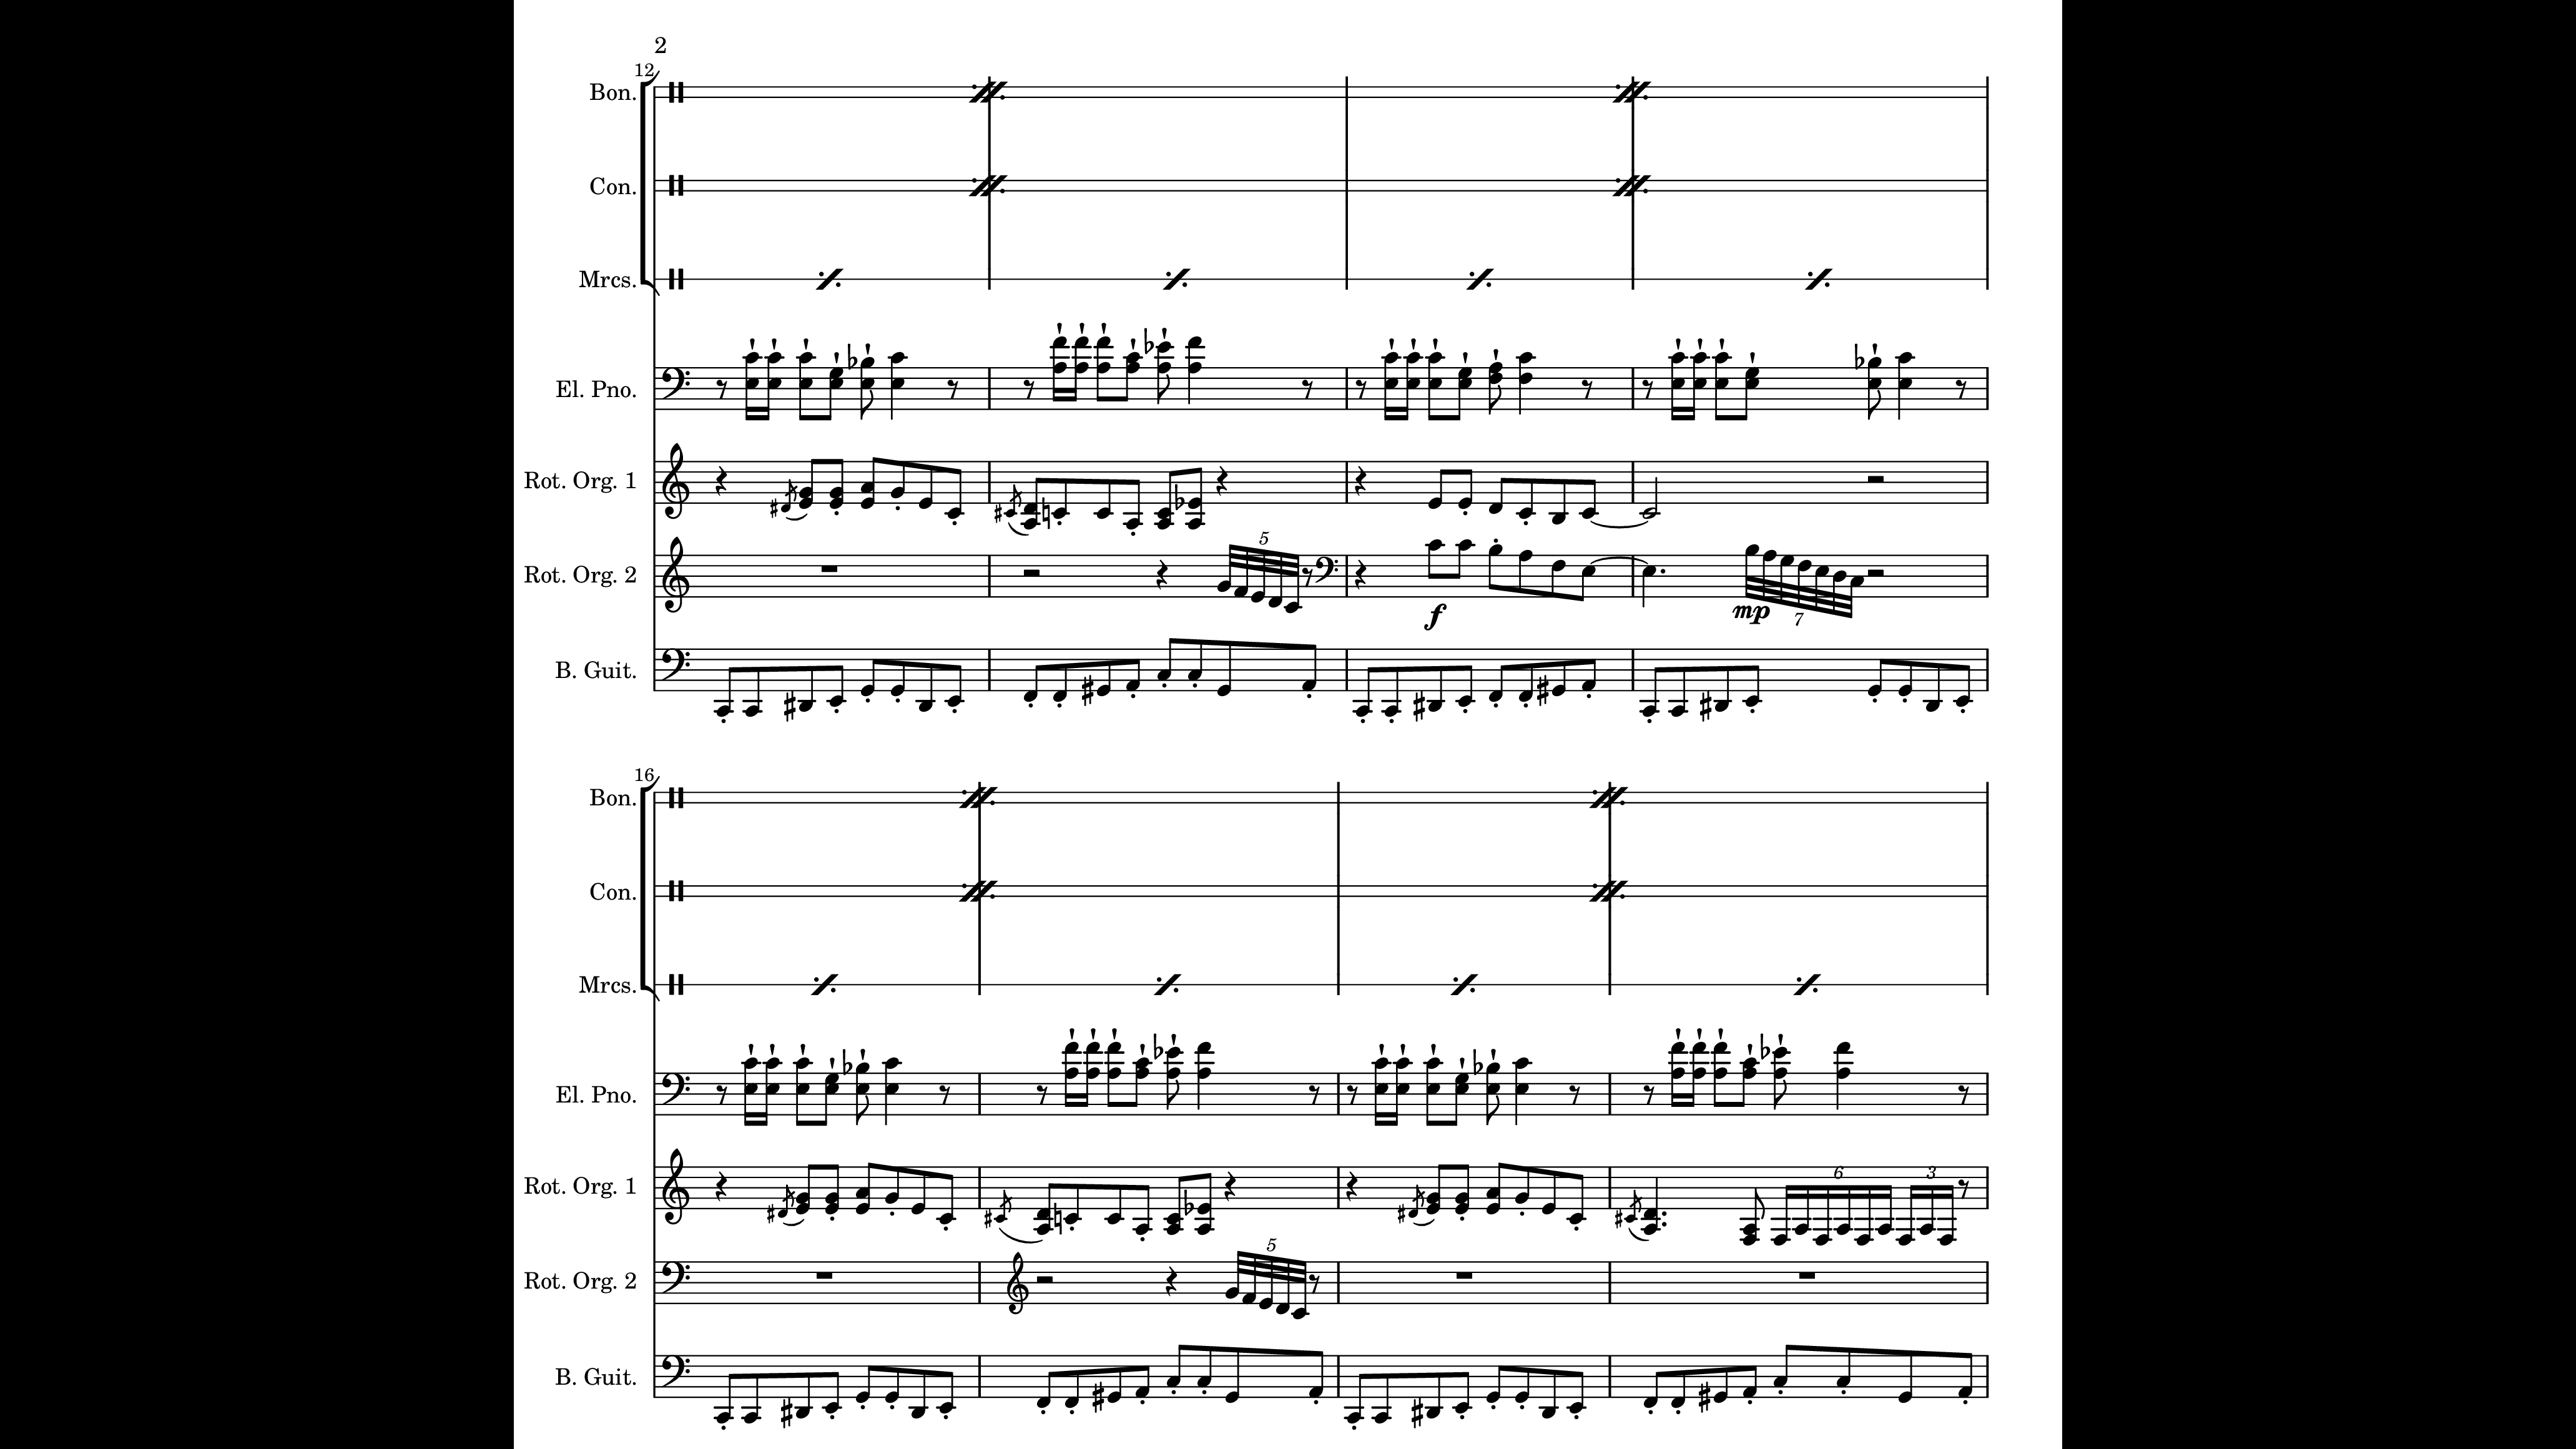 2
12
Bon.
Con.
Mrcs.
El. Pno.
Rot. Org. 1
5
Rot. Org. 2
f
mp
7
B. Guit.
16
Bon.
Con.
Mrcs.
El. Pno.
6
3
Rot. Org. 1
5
Rot. Org. 2
B. Guit.